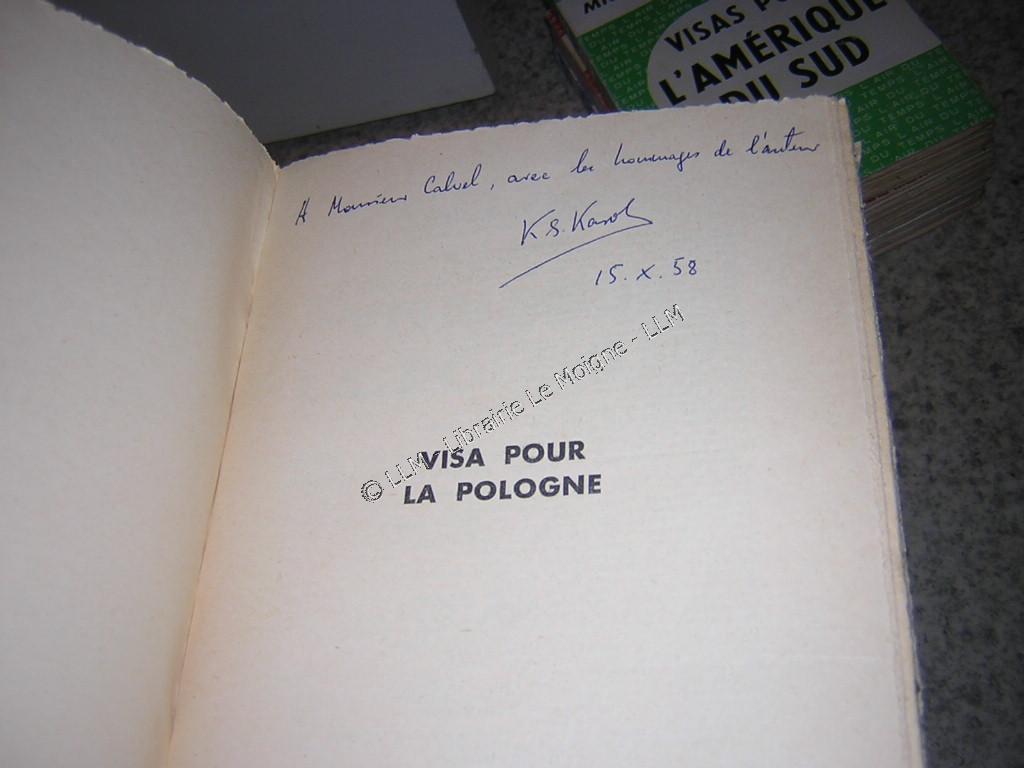 VISAS
L'AMÉRIQUE
DU SUD
A Monsieur Calvel, avec les hommages de l'auteur
K.S. Karol
15.X.58
© LLM - Librairie Le Moigne - LLM
VISA POUR
LA POLOGNE